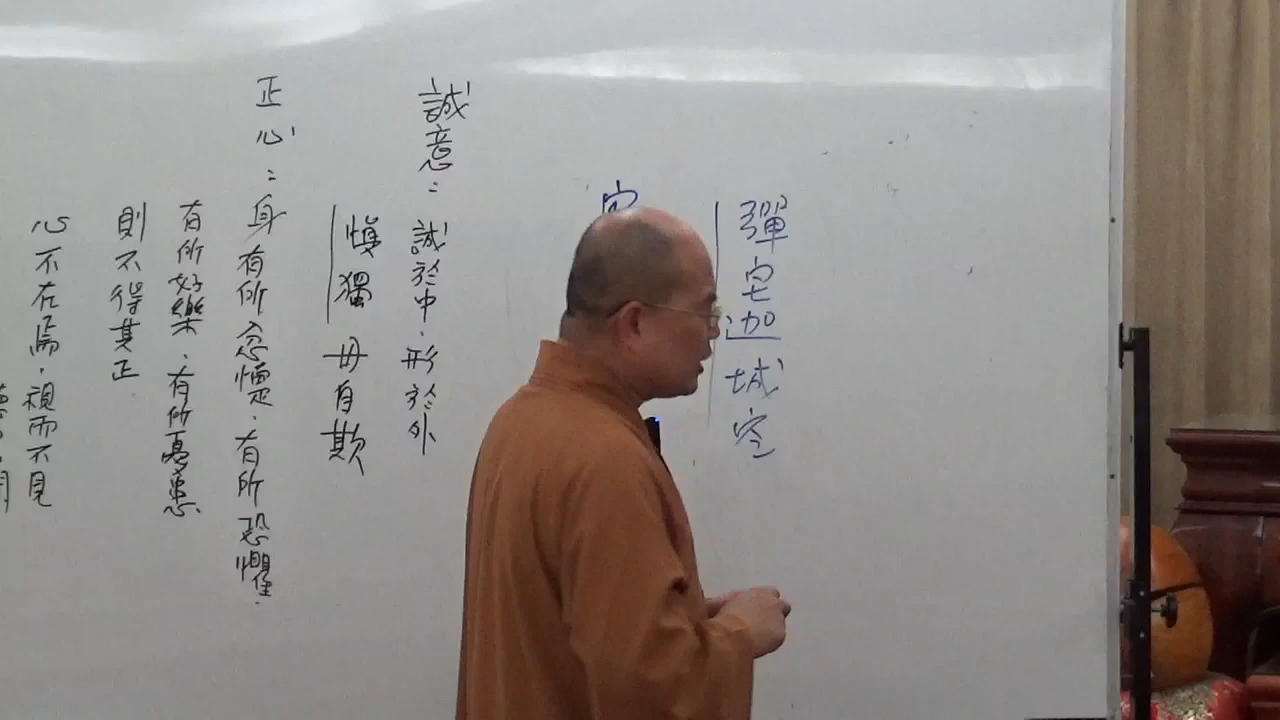 彈宅迦城空
誠意：誠於中．形於外
慎獨 毋自欺
正心：身有所忿懥．有所恐懼．
有所好樂．有所憂患
則不得其正
心不在焉．視而不見